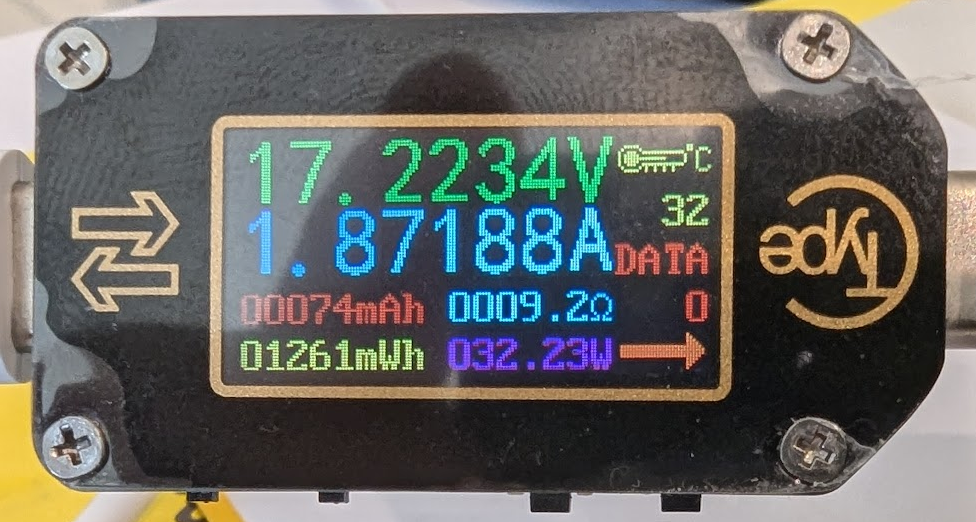 17.2234V °C
32
1.87188A DATA
00074mAh 0009.2Ω 0
01261mWh 032.23W
Type